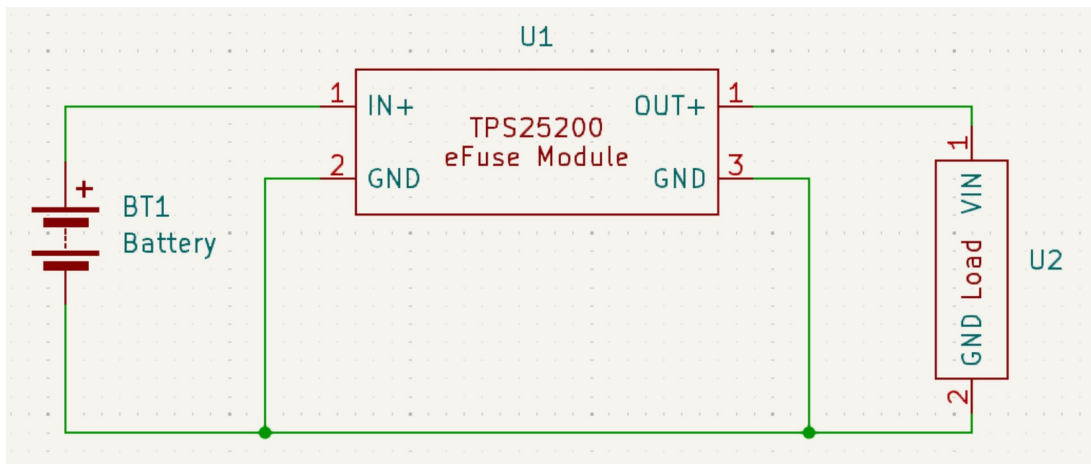 U1
1 IN+ OUT+ 1
TPS25200
eFuse Module
2 GND GND 3
1
VIN
Load
GND
2
U2
+
BT1
Battery